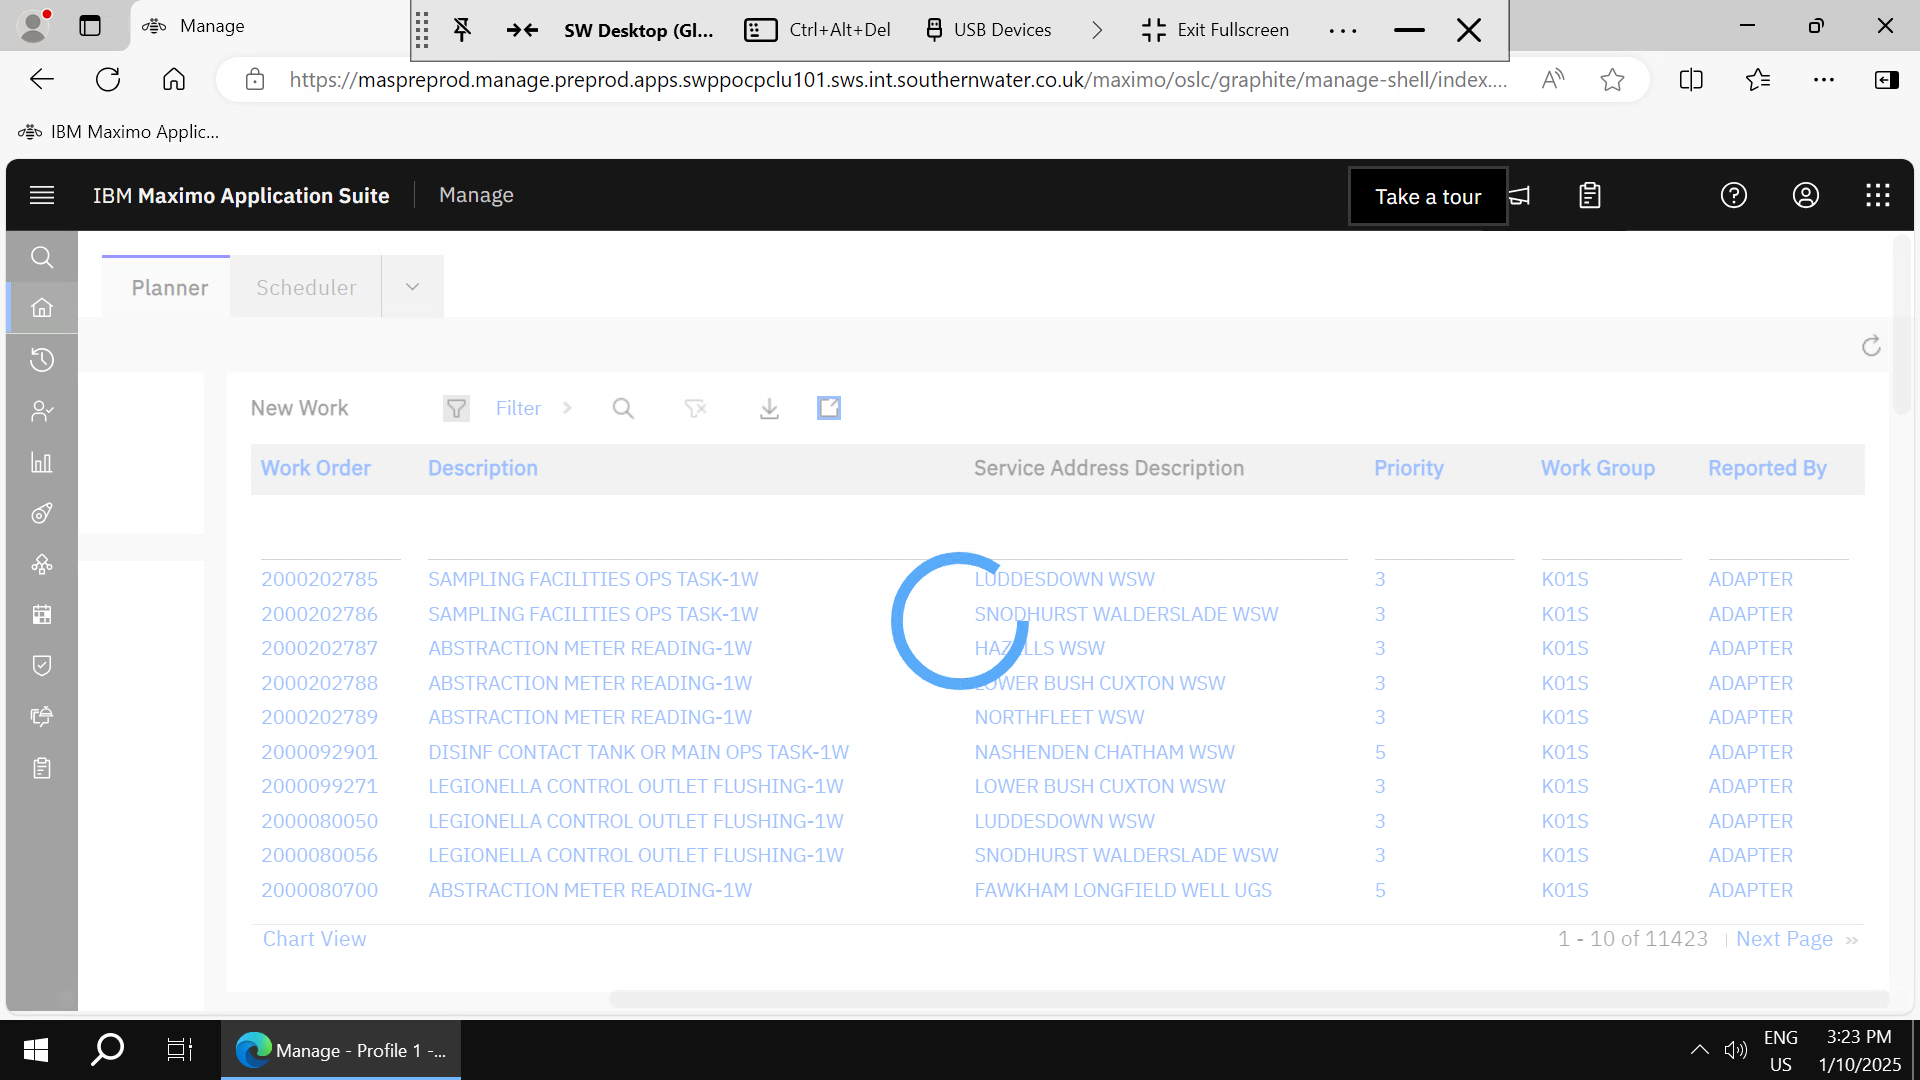 Manage
SW Desktop (Gl... Ctrl+Alt+Del USB Devices Exit Fullscreen
https://maspreprod.manage.preprod.apps.swppocpclu101.sws.int.southernwater.co.uk/maximo/oslc/graphite/manage-shell/index....
IBM Maximo Applic...
IBM Maximo Application Suite Manage Take a tour
Planner Scheduler
New Work Filter
Work Order Description Service Address Description Priority Work Group Reported By
2000202785 SAMPLING FACILITIES OPS TASK-1W LUDDESDOWN WSW 3 K01S ADAPTER
2000202786 SAMPLING FACILITIES OPS TASK-1W SNODHURST WALDERSLADE WSW 3 K01S ADAPTER
2000202787 ABSTRACTION METER READING-1W HAZELLS WSW 3 K01S ADAPTER
2000202788 ABSTRACTION METER READING-1W LOWER BUSH CUXTON WSW 3 K01S ADAPTER
2000202789 ABSTRACTION METER READING-1W NORTHFLEET WSW 3 K01S ADAPTER
2000092901 DISINF CONTACT TANK OR MAIN OPS TASK-1W NASHENDEN CHATHAM WSW 5 K01S ADAPTER
2000099271 LEGIONELLA CONTROL OUTLET FLUSHING-1W LOWER BUSH CUXTON WSW 3 K01S ADAPTER
2000080050 LEGIONELLA CONTROL OUTLET FLUSHING-1W LUDDESDOWN WSW 3 K01S ADAPTER
2000080056 LEGIONELLA CONTROL OUTLET FLUSHING-1W SNODHURST WALDERSLADE WSW 3 K01S ADAPTER
2000080700 ABSTRACTION METER READING-1W FAWKHAM LONGFIELD WELL UGS 5 K01S ADAPTER
Chart View 1 - 10 of 11423 Next Page
Manage - Profile 1 -...
ENG 3:23 PM
US 1/10/2025